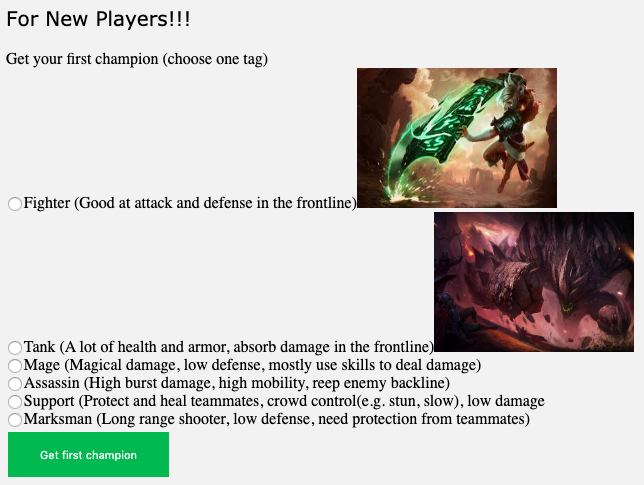 For New Players!!!
Get your first champion (choose one tag)
Fighter (Good at attack and defense in the frontline)
Tank (A lot of health and armor, absorb damage in the frontline)
Mage (Magical damage, low defense, mostly use skills to deal damage)
Assassin (High burst damage, high mobility, reep enemy backline)
Support (Protect and heal teammates, crowd control(e.g. stun, slow), low damage
Marksman (Long range shooter, low defense, need protection from teammates)
Get first champion